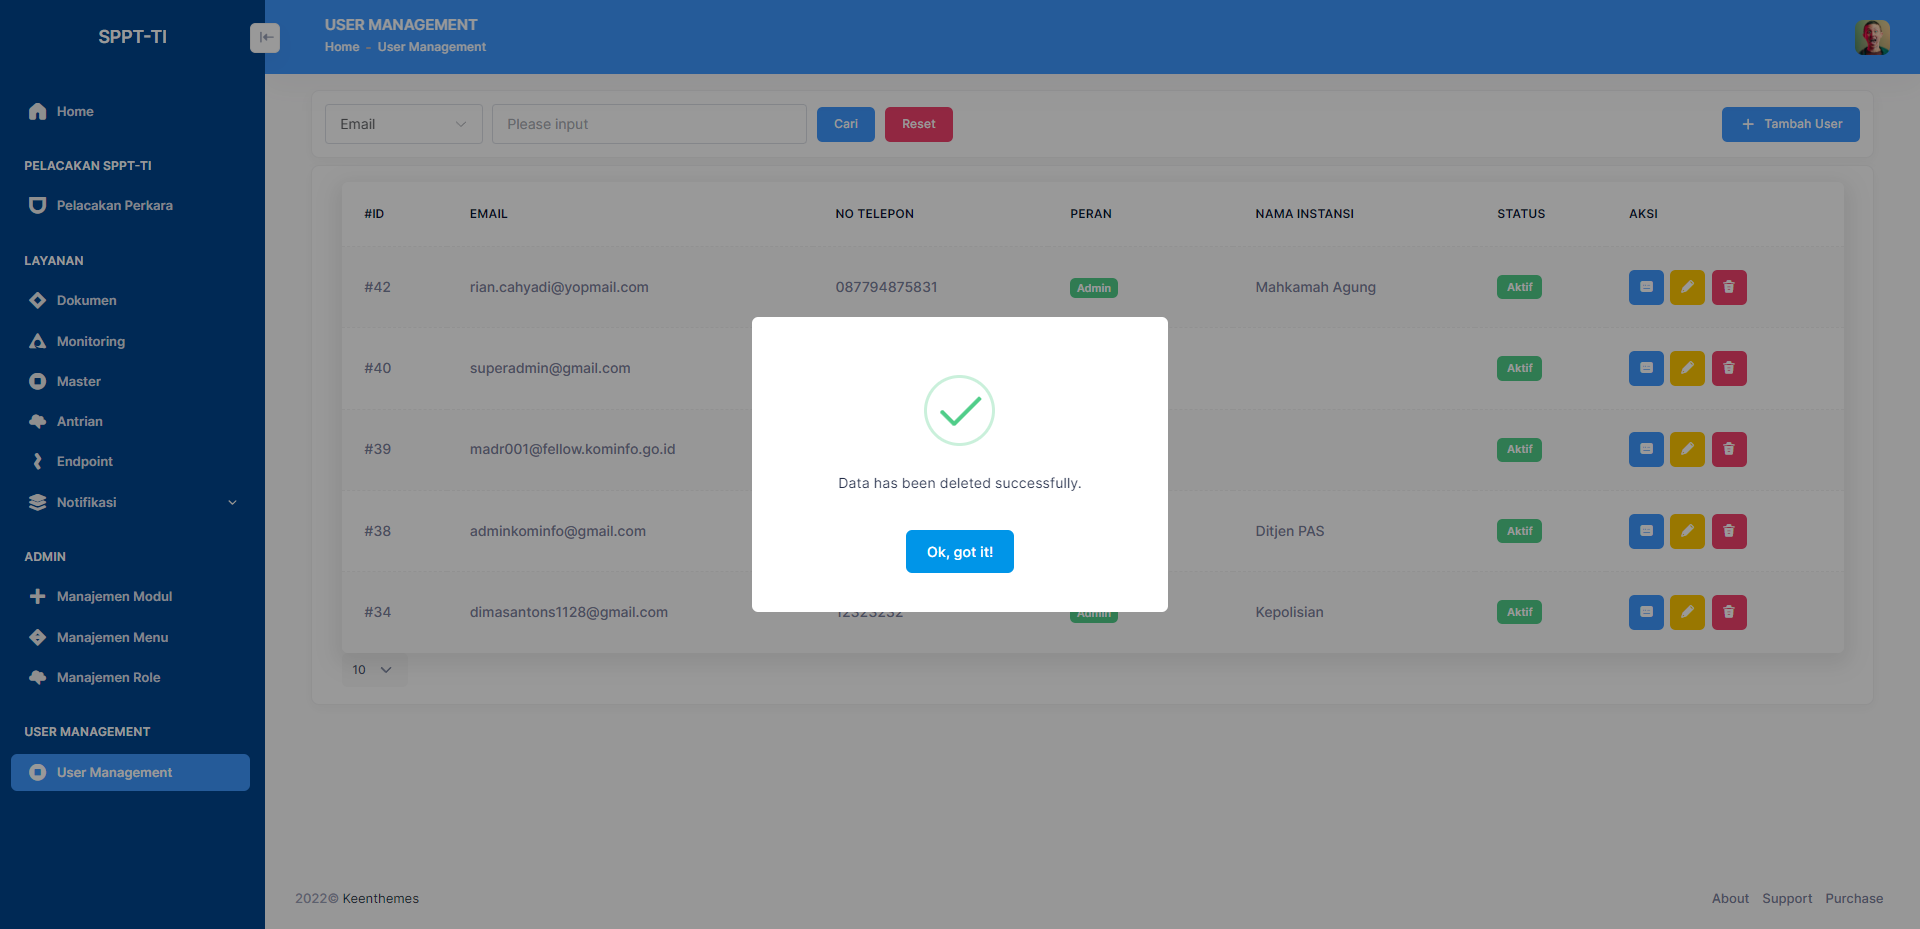 SPPT-TI
USER MANAGEMENT
Home - User Management
Home
PELACAKAN SPPT-TI
Pelacakan Perkara
LAYANAN
Dokumen
Monitoring
Master
Antrian
Endpoint
Notifikasi
ADMIN
Manajemen Modul
Manajemen Menu
Manajemen Role
USER MANAGEMENT
User Management
Email Please input Cari Reset + Tambah User
#ID EMAIL NO TELEPON PERAN NAMA INSTANSI STATUS AKSI
#42 rian.cahyadi@yopmail.com 087794875831 Admin Mahkamah Agung Aktif
#40 superadmin@gmail.com Aktif
#39 madr001@fellow.kominfo.go.id Aktif
#38 adminkominfo@gmail.com Ditjen PAS Aktif
#34 dimasantons1128@gmail.com 12323232 Admin Kepolisian Aktif
10
Data has been deleted successfully.
Ok, got it!
2022© Keenthemes
About Support Purchase